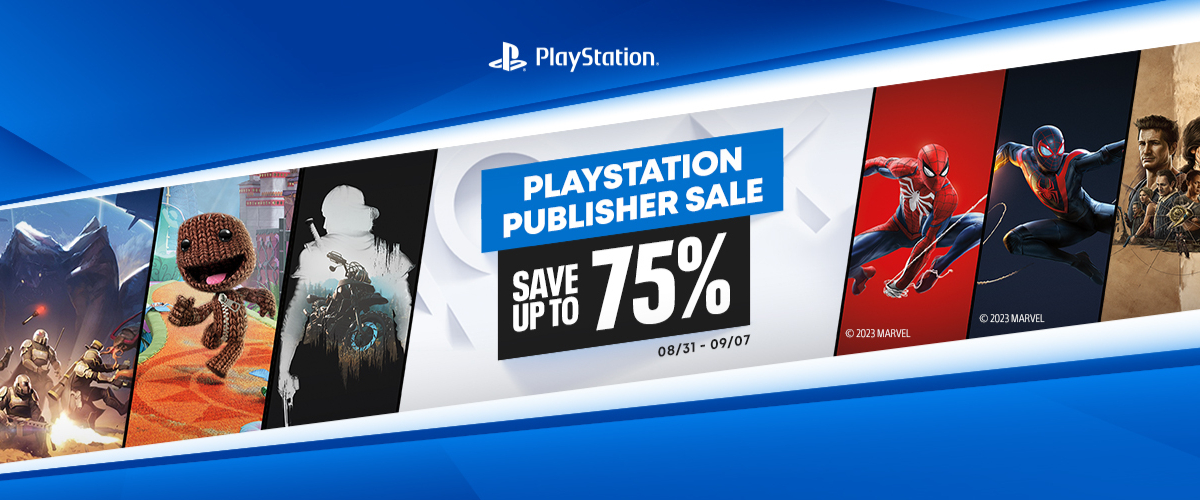 PlayStation®
PLAYSTATION
PUBLISHER SALE
SAVE
UP TO
75%
08/31 - 09/07
© 2023 MARVEL
© 2023 MARVEL